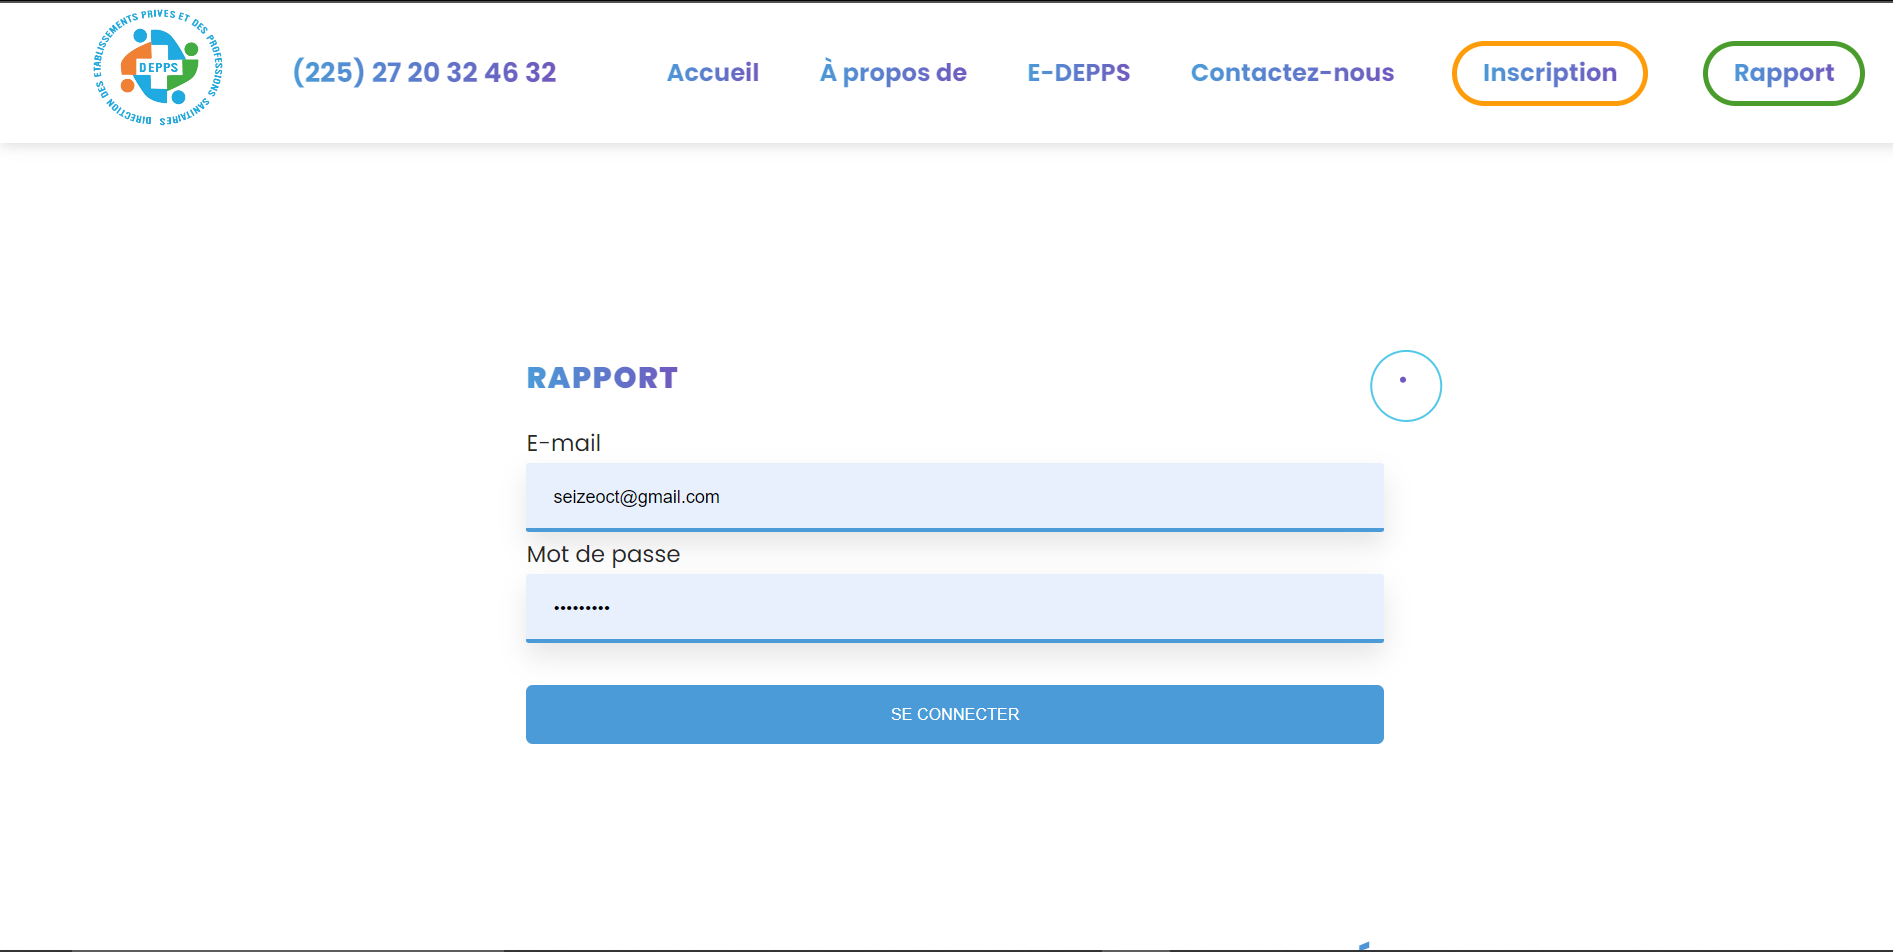 DIRECTION DES ETABLISSEMENTS PRIVES ET DES PROFESSIONS SANITAIRES
DEPPS
(225) 27 20 32 46 32
Accueil
À propos de
E-DEPPS
Contactez-nous
Inscription
Rapport
RAPPORT
E-mail
seizeoct@gmail.com
Mot de passe
•••••••••
SE CONNECTER